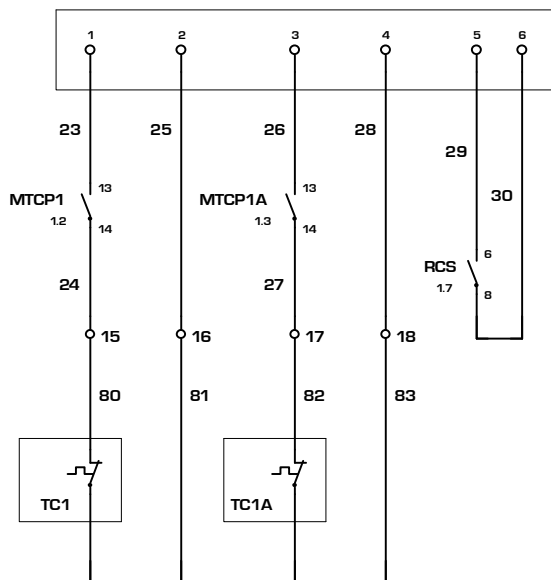 1 2 3 4 5 6
23 25 26 28
29
30
MTCP1 13 MTCP1A 13
1.2 14 1.3 14
RCS 6
1.7 8
24 27
15 16 17 18
80 81 82 83
TC1 TC1A